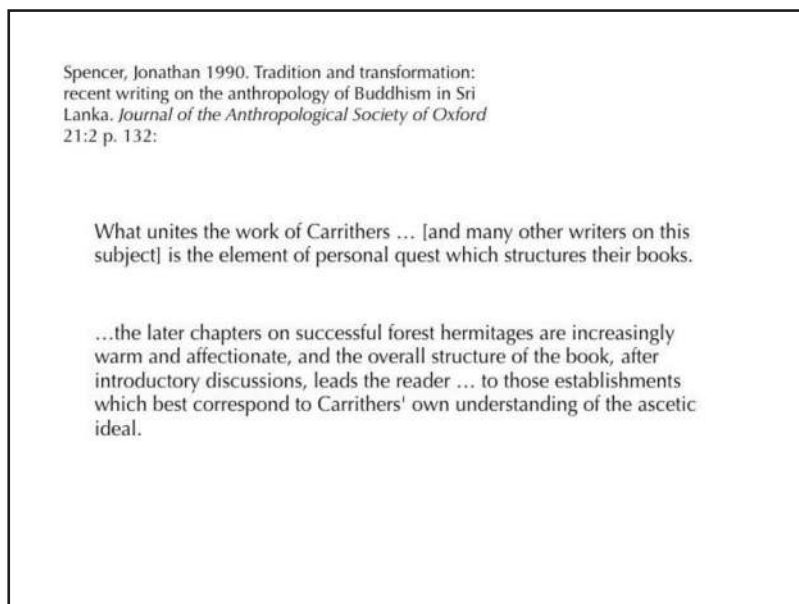 Spencer, Jonathan 1990. Tradition and transformation:
recent writing on the anthropology of Buddhism in Sri
Lanka. Journal of the Anthropological Society of Oxford
21:2 p. 132:
What unites the work of Carrithers … [and many other writers on this
subject] is the element of personal quest which structures their books.
…the later chapters on successful forest hermitages are increasingly
warm and affectionate, and the overall structure of the book, after
introductory discussions, leads the reader … to those establishments
which best correspond to Carrithers' own understanding of the ascetic
ideal.